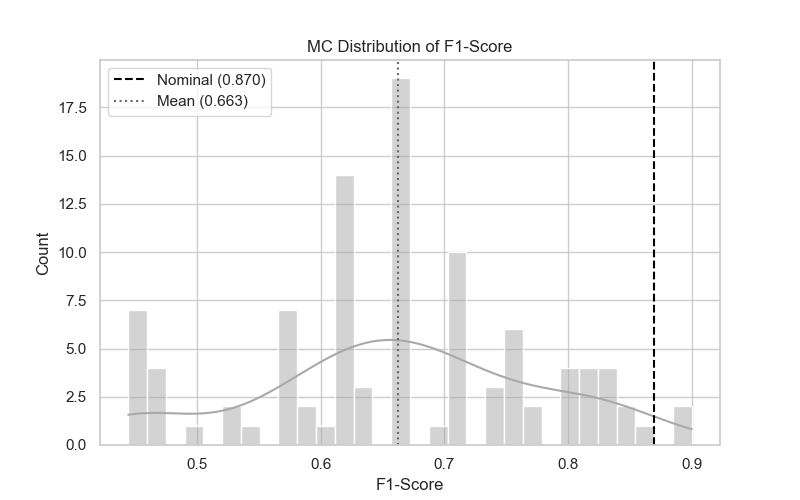 MC Distribution of F1-Score
Nominal (0.870)
Mean (0.663)
Count
17.5
15.0
12.5
10.0
7.5
5.0
2.5
0.0
0.5 0.6 0.7 0.8 0.9
F1-Score